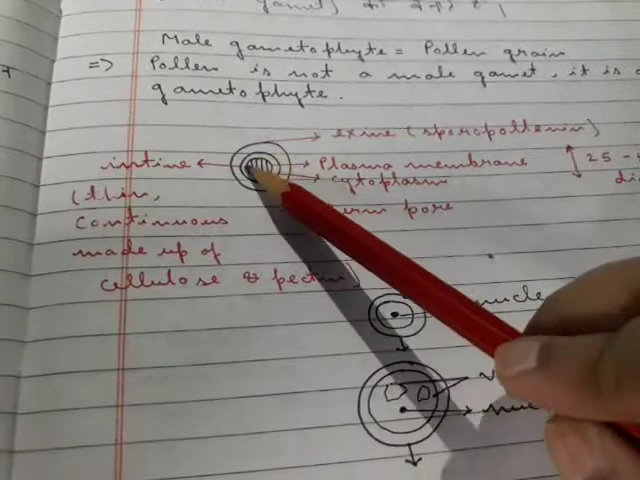 Male gametophyte = Pollen grain
=> Pollen is not a male gamet, it is
gametophyte.
exine (sporopollenin)
intine
Plasma membrane
25 -
cytoplasm
(thin,
pore
continuous
made up of
cellulose & pectin)
nucle